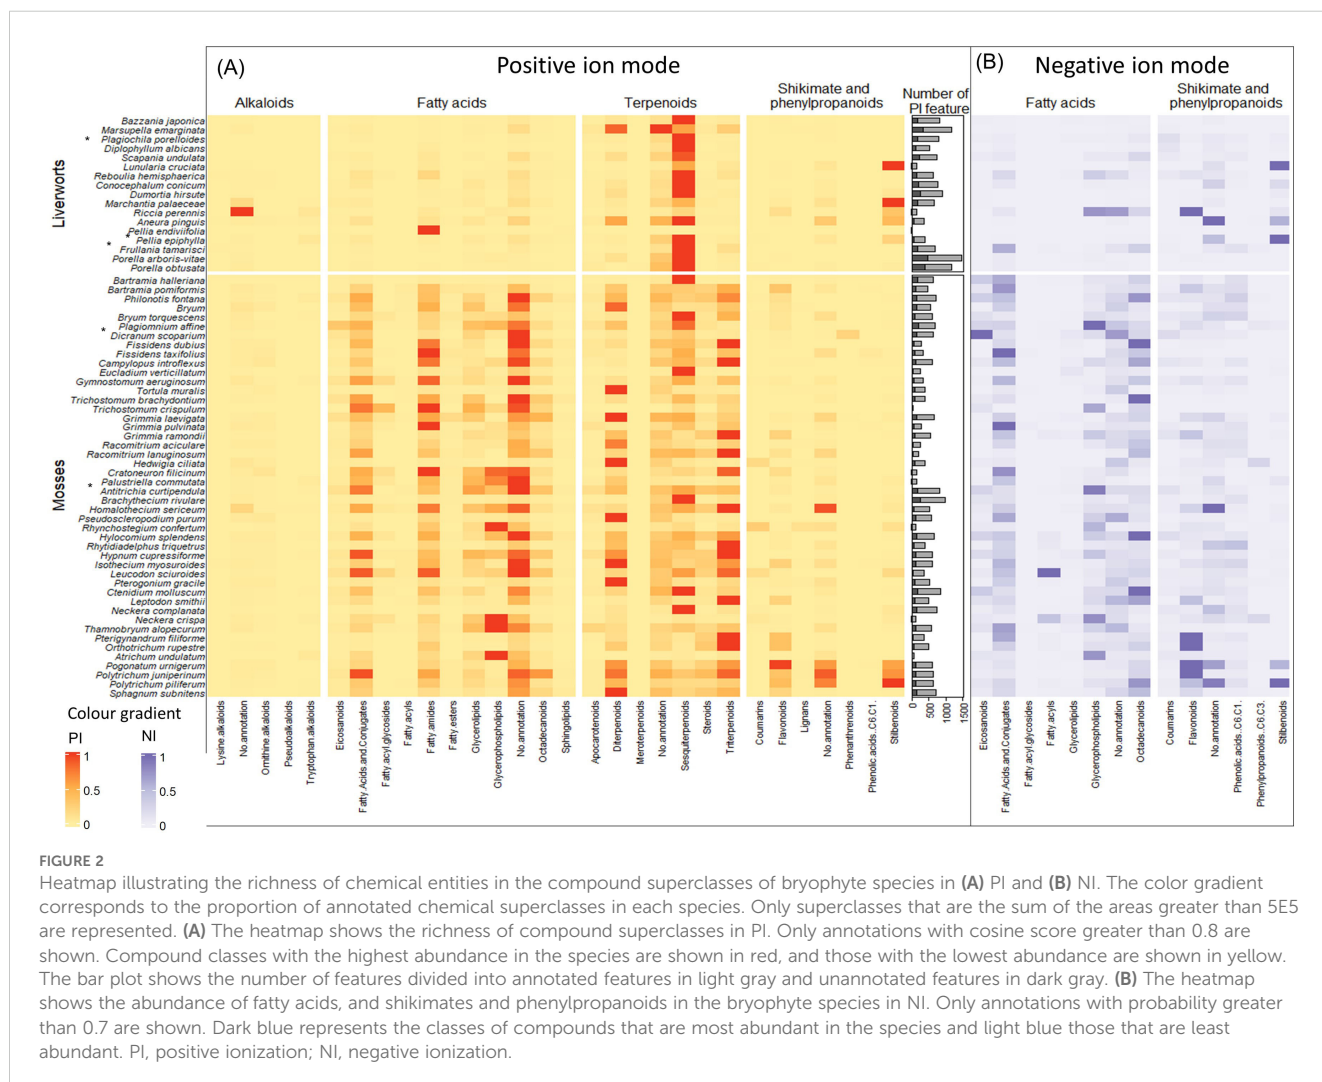 (A)
Positive ion mode
(B)
Negative ion mode
Alkaloids
Fatty acids
Terpenoids
Shikimate and
phenylpropanoids
Number of
PI feature
Fatty acids
Shikimate and
phenylpropanoids
Liverworts
Bazzania japonica
Marsupella emarginata
* Plagiochila porelloides
Diplophyllum albicans
Scapania undulata
Lunularia cruciata
Reboulia hemisphaerica
Conocephalum conicum
Dumortia hirsute
Marchantia palaeceae
Riccia perennis
Aneura pinguis
Pellia endiviifolia
* Pellia epiphylla
* Frullania tamarisci
Porella arboris-vitae
Porella obtusata
Mosses
Bartramia halleriana
Bartramia pomiformis
Philonotis fontana
Bryum
Bryum torquescens
Plagiomnium affine
* Dicranum scoparium
Fissidens dubius
Fissidens taxifolius
Campylopus introflexus
Eucladium verticillatum
Gymnostomum aeruginosum
Tortula muralis
Trichostomum brachydontium
Trichostomum crispulum
Grimmia laevigata
Grimmia pulvinata
Grimmia ramondii
Racomitrium aciculare
Racomitrium lanuginosum
Hedwigia ciliata
Cratoneuron filicinum
Palustriella commutata
* Antitrichia curtipendula
Brachythecium rivulare
Homalothecium sericeum
Pseudoscleropodium purum
Rhynchostegium confertum
Hylocomium splendens
Rhytidiadelphus triquetrus
Hypnum cupressiforme
Isothecium myosuroides
Leucodon sciuroides
Pterogonium gracile
Ctenidium molluscum
Leptodon smithii
Neckera complanata
Neckera crispa
Thamnobryum alopecurum
Pterigynandrum filiforme
Orthotrichum rupestre
Atrichum undulatum
Pogonatum urnigerum
Polytrichum juniperinum
Polytrichum piliferum
Sphagnum subnitens
Lysine.alkaloids
No.annotation
Ornithine.alkaloids
Pseudoalkaloids
Tryptophan.alkaloids
Eicosanoids
Fatty.Acids.and.Conjugates
Fatty.acyl.glycosides
Fatty.acyls
Fatty.amides
Fatty.esters
Glycerolipids
Glycerophospholipids
No.annotation
Octadecanoids
Sphingolipids
Apocarotenoids
Diterpenoids
Meroterpenoids
No.annotation
Sesquiterpenoids
Steroids
Triterpenoids
Coumarins
Flavonoids
Lignans
No.annotation
Phenanthrenoids
Phenolic.acids..C6.C1.
Stilbenoids
0
500
1000
1500
Eicosanoids
Fatty.Acids.and.Conjugates
Fatty.acyl.glycosides
Fatty.acyls
Glycerolipids
Glycerophospholipids
No.annotation
Octadecanoids
Coumarins
Flavonoids
No.annotation
Phenolic.acids..C6.C1.
Phenylpropanoids..C6.C3.
Stilbenoids
Colour gradient
PI NI
1 1
0.5 0.5
0 0
FIGURE 2
Heatmap illustrating the richness of chemical entities in the compound superclasses of bryophyte species in (A) PI and (B) NI. The color gradient
corresponds to the proportion of annotated chemical superclasses in each species. Only superclasses that are the sum of the areas greater than 5E5
are represented. (A) The heatmap shows the richness of compound superclasses in PI. Only annotations with cosine score greater than 0.8 are
shown. Compound classes with the highest abundance in the species are shown in red, and those with the lowest abundance are shown in yellow.
The bar plot shows the number of features divided into annotated features in light gray and unannotated features in dark gray. (B) The heatmap
shows the abundance of fatty acids, and shikimates and phenylpropanoids in the bryophyte species in NI. Only annotations with probability greater
than 0.7 are shown. Dark blue represents the classes of compounds that are most abundant in the species and light blue those that are least
abundant. PI, positive ionization; NI, negative ionization.